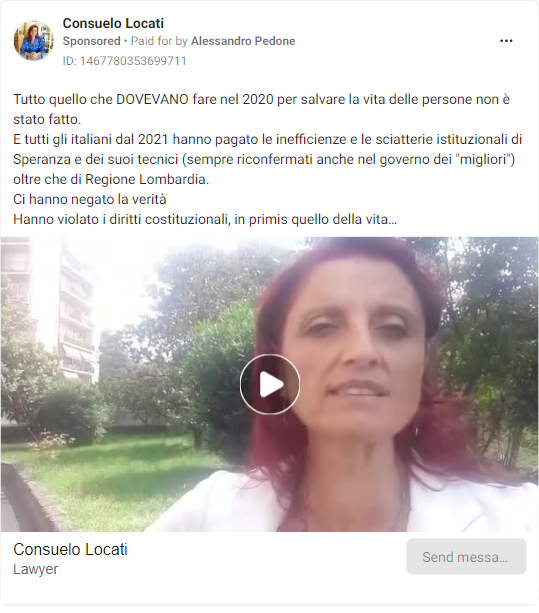 Consuelo Locati
Sponsored • Paid for by Alessandro Pedone
ID: 1467780353699711
Tutto quello che DOVEVANO fare nel 2020 per salvare la vita delle persone non è
stato fatto.
E tutti gli italiani dal 2021 hanno pagato le inefficienze e le sciatterie istituzionali di
Speranza e dei suoi tecnici (sempre riconfermati anche nel governo dei "migliori")
oltre che di Regione Lombardia.
Ci hanno negato la verità
Hanno violato i diritti costituzionali, in primis quello della vita…
Consuelo Locati
Lawyer
Send messa…